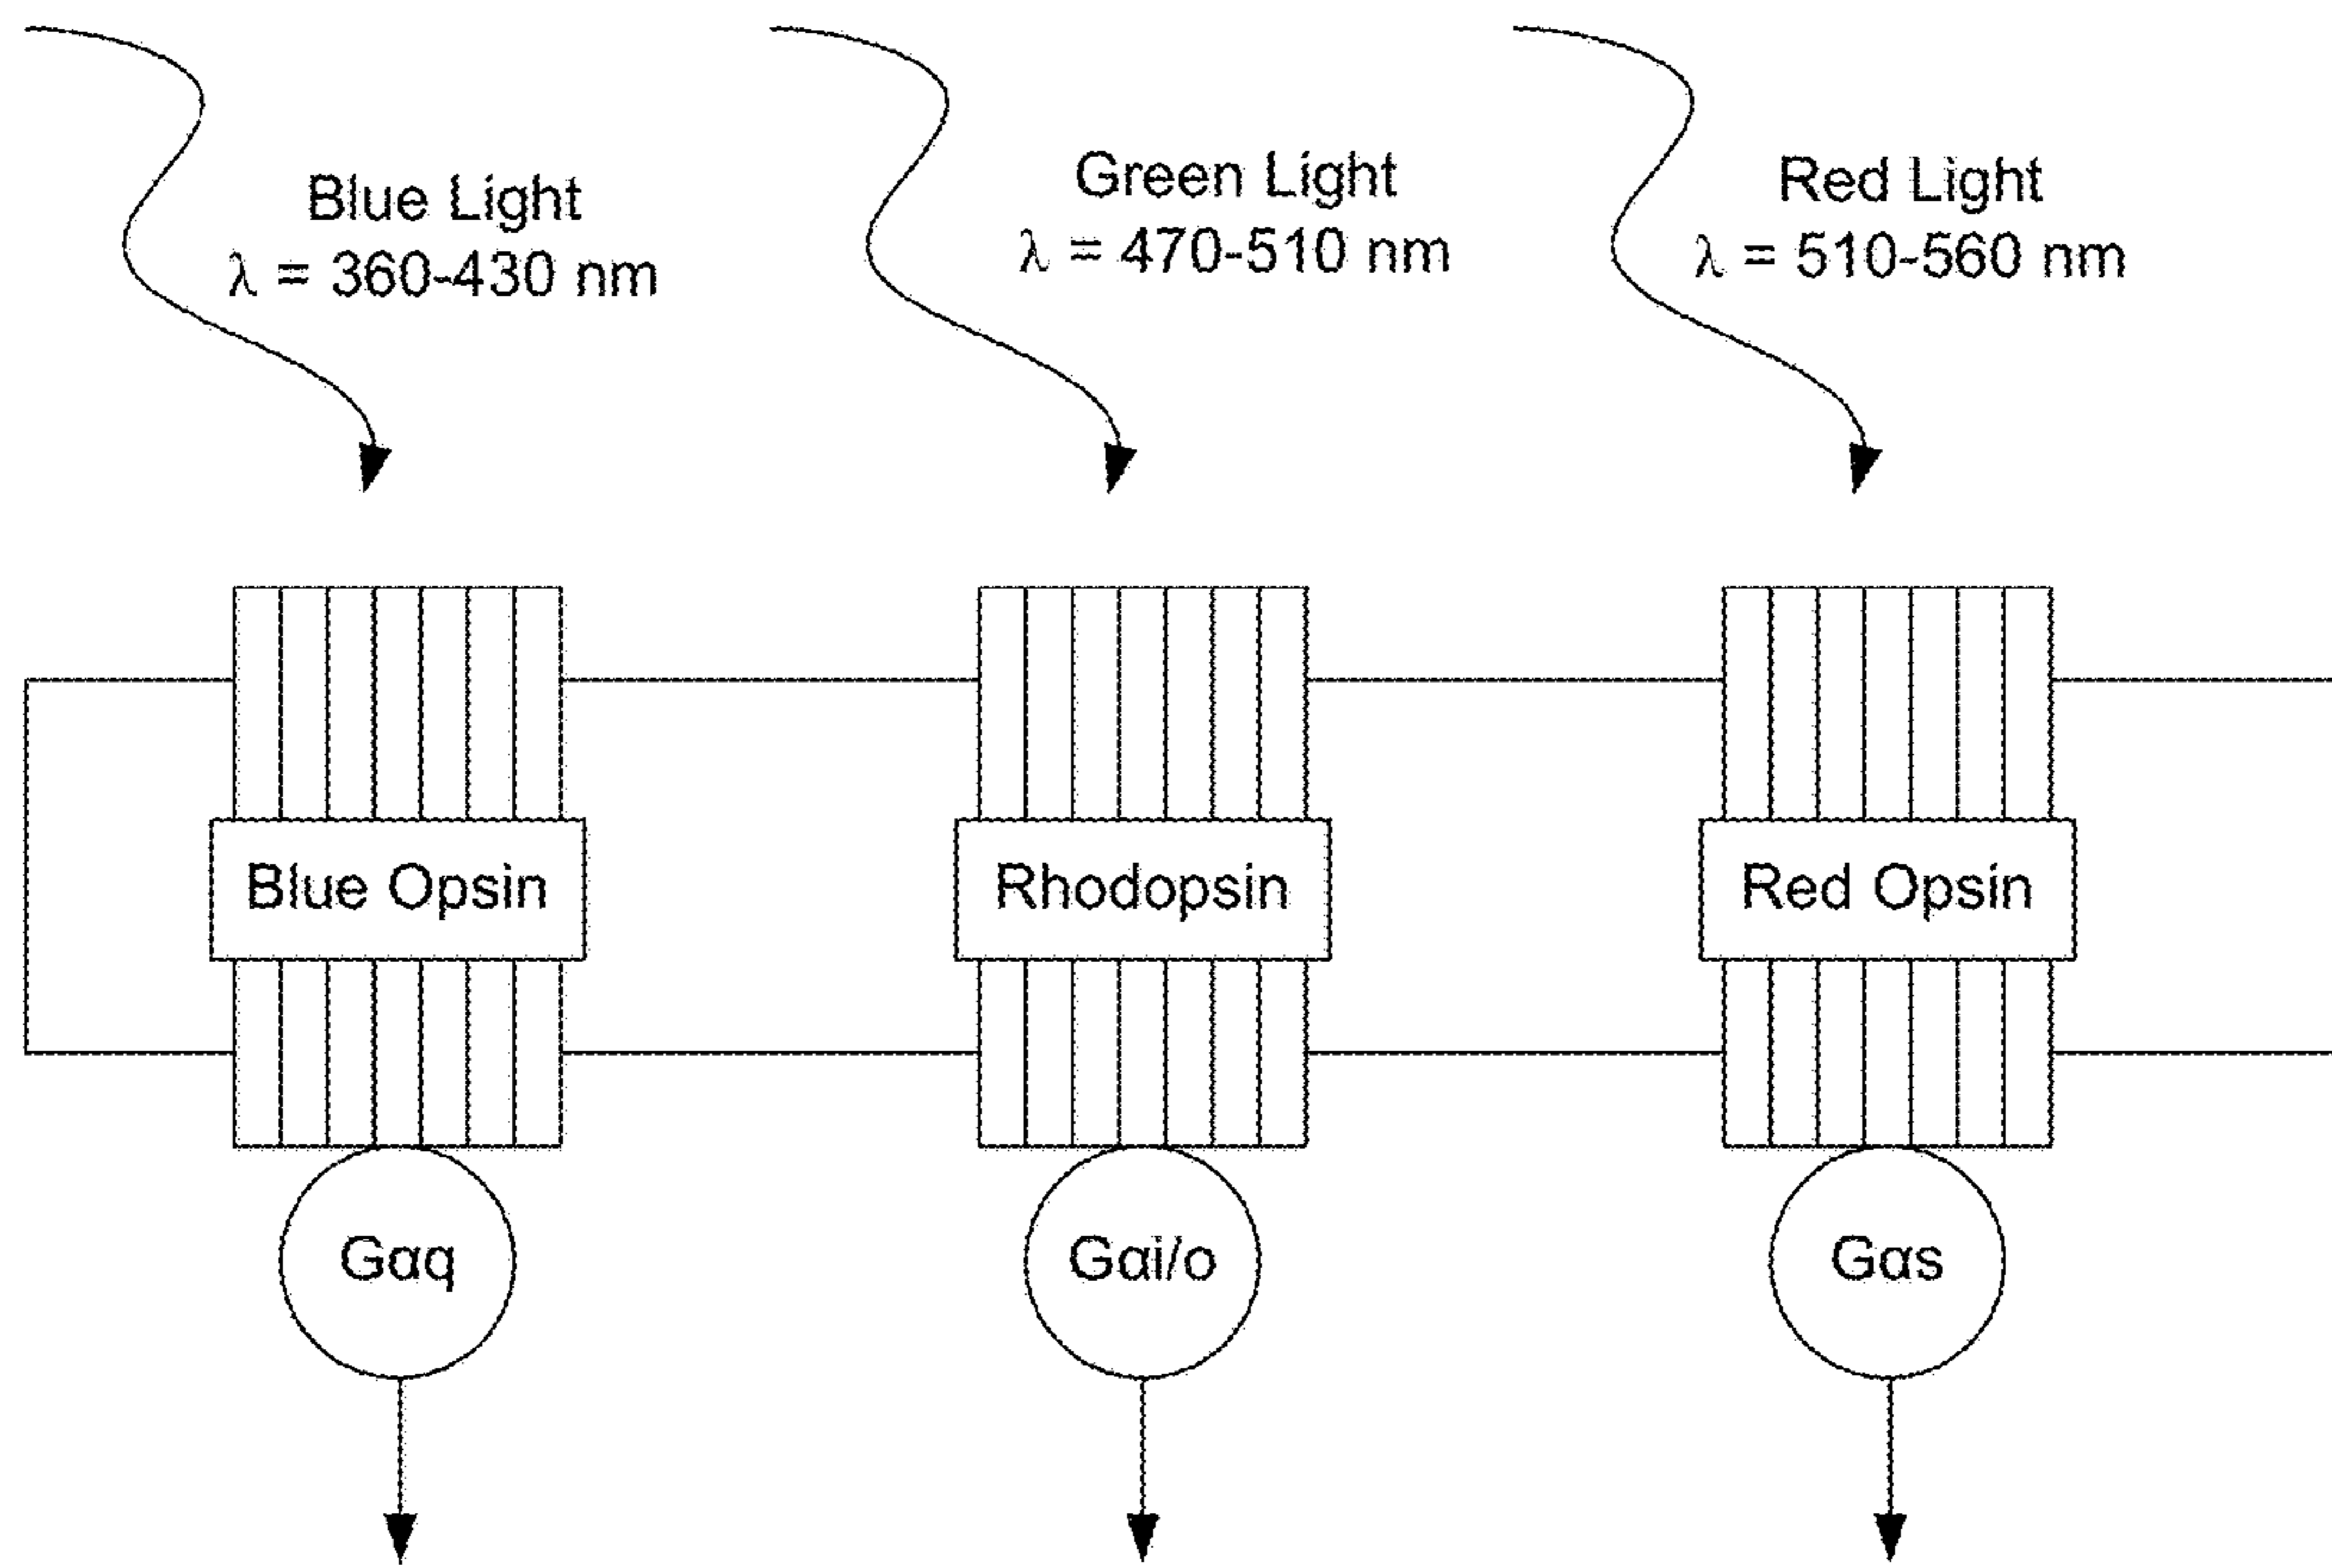 Blue Light
λ = 360-430 nm
Green Light
λ = 470-510 nm
Red Light
λ = 510-560 nm
Blue Opsin
Rhodopsin
Red Opsin
Gαq
Gαi/o
Gαs